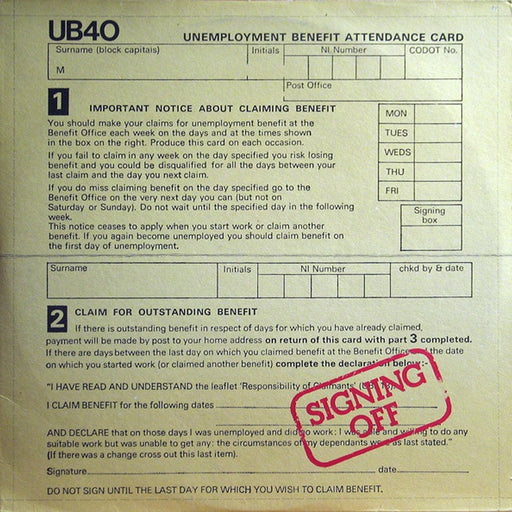 UB40
UNEMPLOYMENT BENEFIT ATTENDANCE CARD
Surname (block capitals) Initials NI. Number CODOT No.
M
Post Office
1 IMPORTANT NOTICE ABOUT CLAIMING BENEFIT
You should make your claims for unemployment benefit at the
Benefit Office each week on the days and at the times shown
in the box on the right. Produce this card on each occasion.
If you fail to claim in any week on the day specified you risk losing
benefit and you could be disqualified for all the days between your
last claim and the day you next claim.
If you do miss claiming benefit on the day specified go to the
Benefit Office on the very next day you can (but not on
Saturday or Sunday). Do not wait until the specified day in the following
week.
This notice ceases to apply when you start work or claim another
benefit. If you again become unemployed you should claim benefit on
the first day of unemployment.
MON
TUES
WEDS
THU
FRI
Signing
box
Surname Initials NI Number chkd by & date
2 CLAIM FOR OUTSTANDING BENEFIT
If there is outstanding benefit in respect of days for which you have already claimed,
payment will be made by post to your home address on return of this card with part 3 completed.
If there are days between the last day on which you claimed benefit at the Benefit Office and the date
on which you started work (or claimed another benefit) complete the declaration below:-
"I HAVE READ AND UNDERSTAND the leaflet 'Responsibility of Claimants'
I CLAIM BENEFIT for the following dates
AND DECLARE that on those days I was unemployed and did no work: I was able and willing to do any
suitable work but was unable to get any: the circumstances of my dependants were as last stated."
(If there was a change cross out this last item).
Signature date
DO NOT SIGN UNTIL THE LAST DAY FOR WHICH YOU WISH TO CLAIM BENEFIT.
SIGNING
OFF